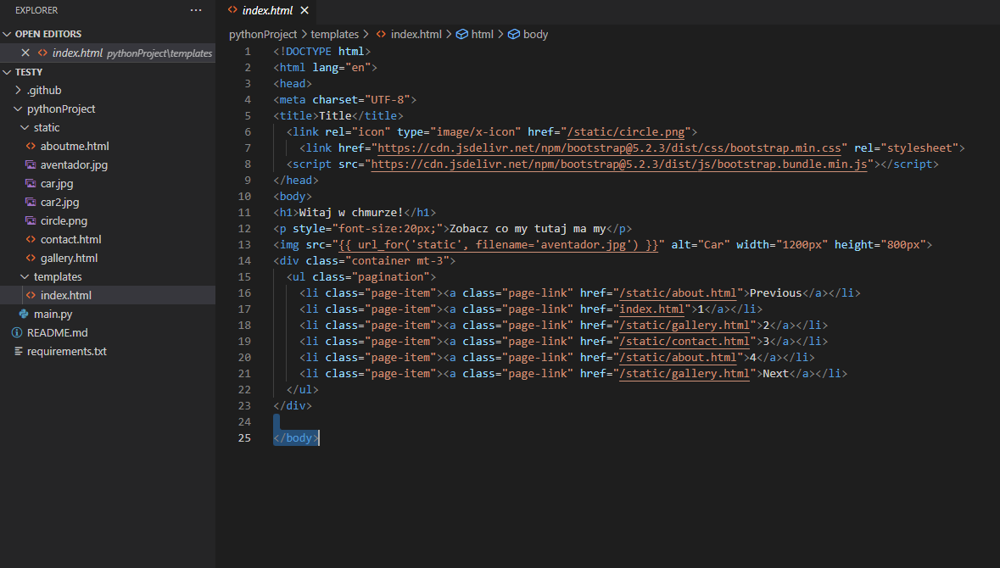 EXPLORER ...
OPEN EDITORS
index.html pythonProject\templates
TESTY
.github
pythonProject
static
aboutme.html
aventador.jpg
car.jpg
car2.jpg
circle.png
contact.html
gallery.html
templates
index.html
main.py
README.md
requirements.txt
index.html
pythonProject > templates > index.html > html > body
1 <!DOCTYPE html>
2 <html lang="en">
3 <head>
4 <meta charset="UTF-8">
5 <title>Title</title>
6 <link rel="icon" type="image/x-icon" href="/static/circle.png">
7 <link href="https://cdn.jsdelivr.net/npm/bootstrap@5.2.3/dist/css/bootstrap.min.css" rel="stylesheet">
8 <script src="https://cdn.jsdelivr.net/npm/bootstrap@5.2.3/dist/js/bootstrap.bundle.min.js"></script>
9 </head>
10 <body>
11 <h1>Witaj w chmurze!</h1>
12 <p style="font-size:20px;">Zobacz co my tutaj ma my</p>
13 <img src="{{ url_for('static', filename='aventador.jpg') }}" alt="Car" width="1200px" height="800px">
14 <div class="container mt-3">
15 <ul class="pagination">
16 <li class="page-item"><a class="page-link" href="/static/about.html">Previous</a></li>
17 <li class="page-item"><a class="page-link" href="index.html">1</a></li>
18 <li class="page-item"><a class="page-link" href="/static/gallery.html">2</a></li>
19 <li class="page-item"><a class="page-link" href="/static/contact.html">3</a></li>
20 <li class="page-item"><a class="page-link" href="/static/about.html">4</a></li>
21 <li class="page-item"><a class="page-link" href="/static/gallery.html">Next</a></li>
22 </ul>
23 </div>
24
25 </body>